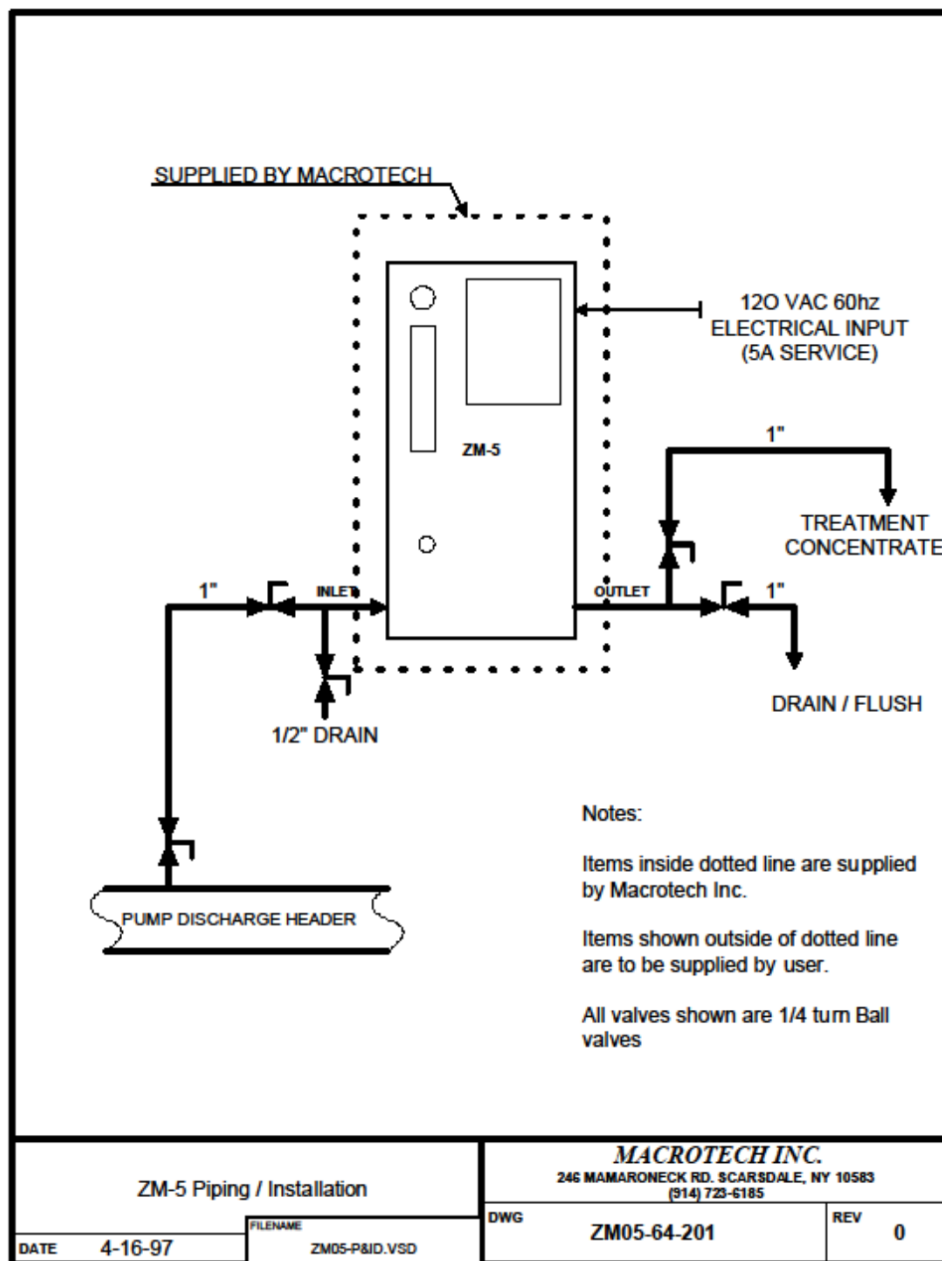 SUPPLIED BY MACROTECH
12O VAC 60hz
ELECTRICAL INPUT
(5A SERVICE)
ZM-5
1"
TREATMENT
CONCENTRATE
1"
INLET
OUTLET
1"
1/2" DRAIN
DRAIN / FLUSH
PUMP DISCHARGE HEADER
Notes:
Items inside dotted line are supplied
by Macrotech Inc.
Items shown outside of dotted line
are to be supplied by user.
All valves shown are 1/4 turn Ball
valves
ZM-5 Piping / Installation
DATE 4-16-97
FILENAME
ZM05-P&ID.VSD
MACROTECH INC.
246 MAMARONECK RD. SCARSDALE, NY 10583
(914) 723-6185
DWG
ZM05-64-201
REV
0